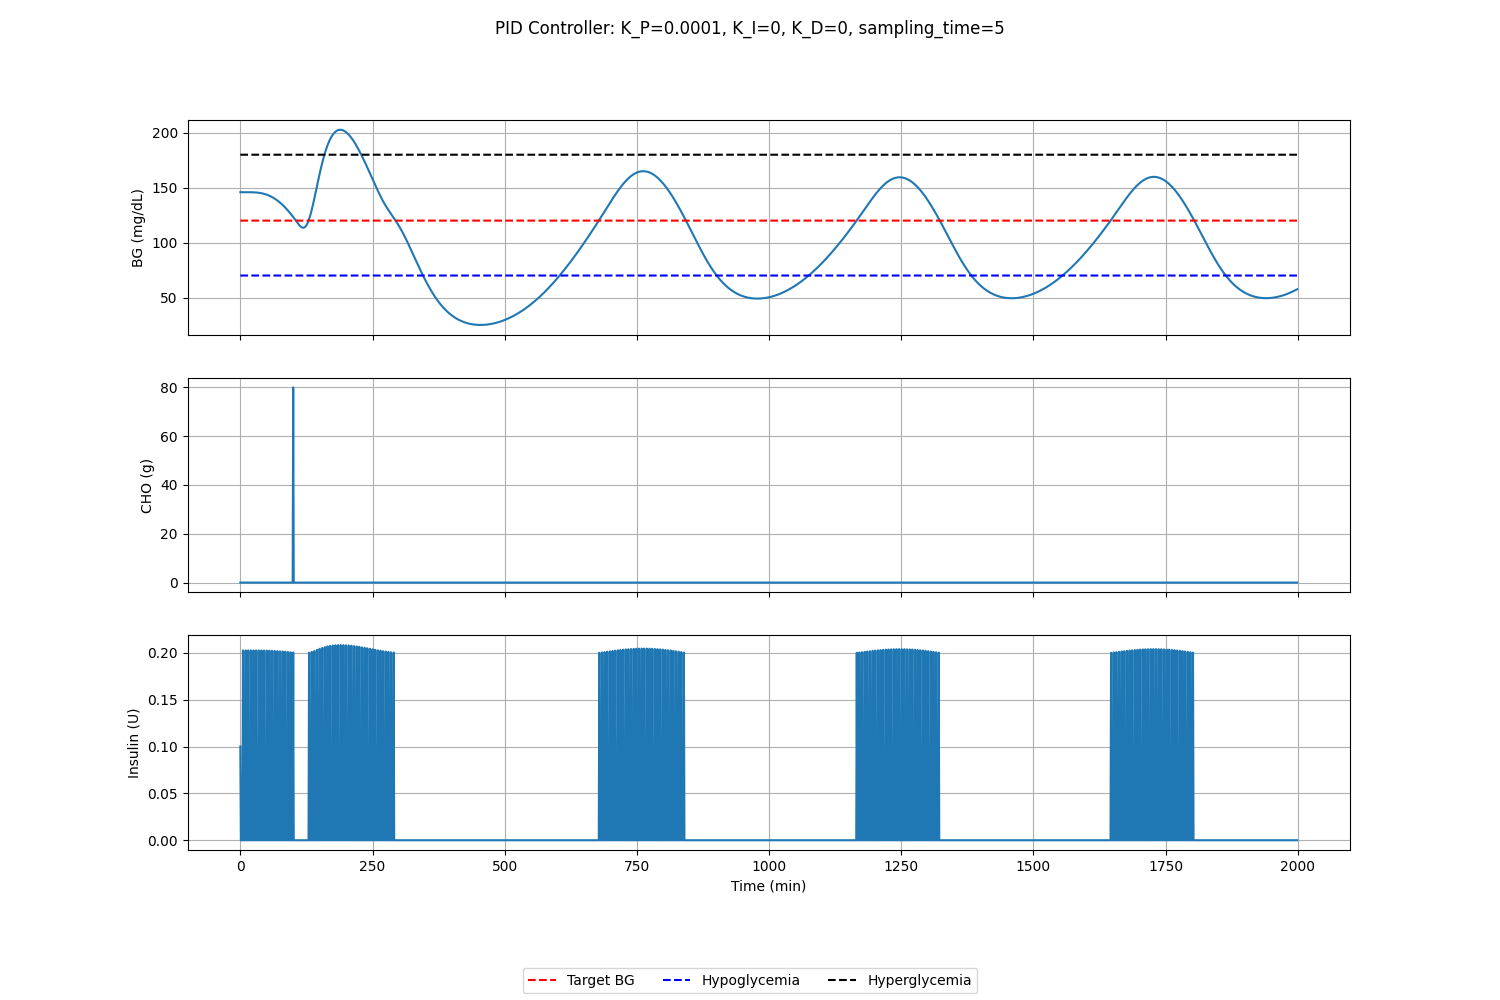 PID Controller: K_P=0.0001, K_I=0, K_D=0, sampling_time=5
BG (mg/dL)
200
150
100
50
CHO (g)
80
60
40
20
0
Insulin (U)
0.20
0.15
0.10
0.05
0.00
0 250 500 750 1000 1250 1500 1750 2000
Time (min)
Target BG Hypoglycemia Hyperglycemia